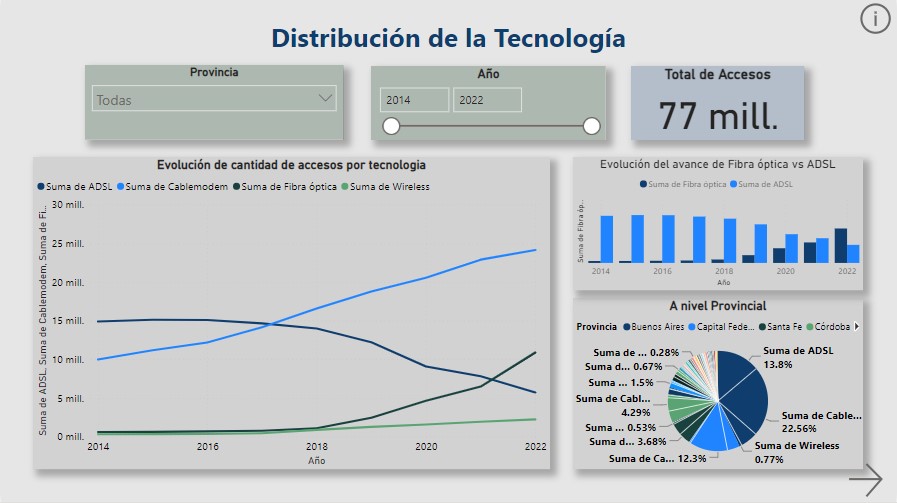 i
Distribución de la Tecnología
Provincia
Todas
Año
2014 2022
Total de Accesos
77 mill.
Evolución de cantidad de accesos por tecnologia
Suma de ADSL Suma de Cablemodem Suma de Fibra óptica Suma de Wireless
Suma de ADSL, Suma de Cablemodem, Suma de Fi...
30 mill.
25 mill.
20 mill.
15 mill.
10 mill.
5 mill.
0 mill.
2014 2016 2018 2020 2022
Año
Evolución del avance de Fibra óptica vs ADSL
Suma de Fibra óptica Suma de ADSL
Suma de Fibra óp...
2014 2016 2018 2020 2022
Año
A nivel Provincial
Provincia Buenos Aires Capital Fede... Santa Fe Córdoba
Suma de ... 0.28%
Suma d... 0.67%
Suma ... 1.5%
Suma de Cabl...
4.29%
Suma ... 0.53%
Suma d... 3.68%
Suma de Ca... 12.3%
Suma de ADSL
13.8%
Suma de Cable...
22.56%
Suma de Wireless
0.77%